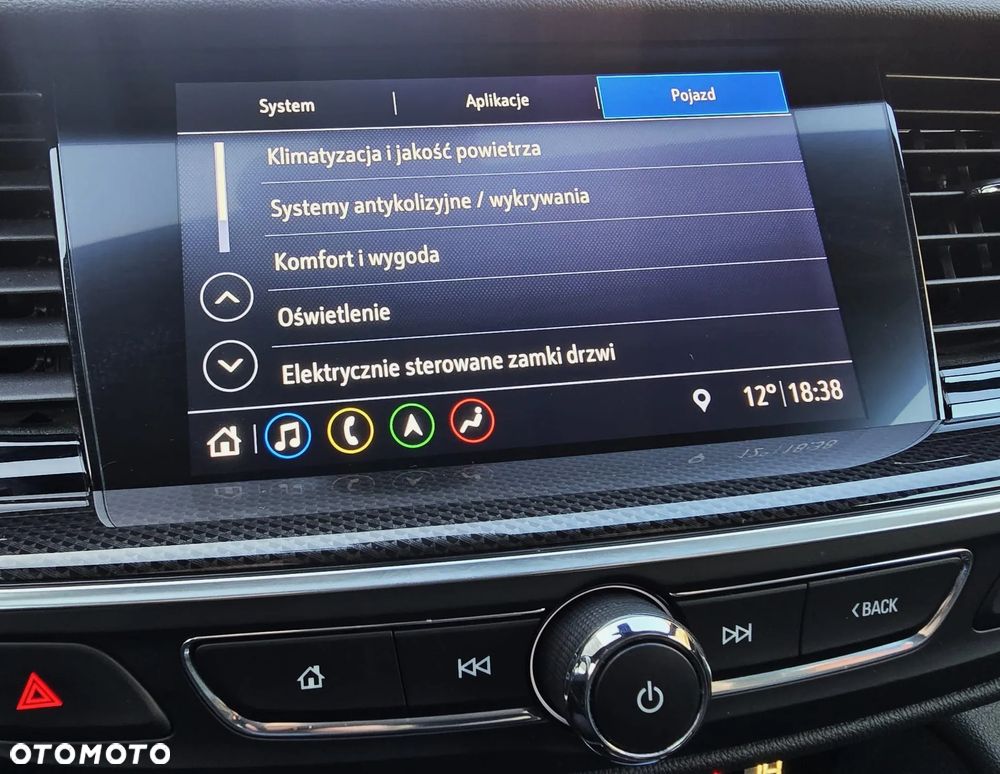 System | Aplikacje | Pojazd
Klimatyzacja i jakość powietrza
Systemy antykolizyjne / wykrywania
Komfort i wygoda
Oświetlenie
Elektrycznie sterowane zamki drzwi
12° | 18:38
BACK
OTOMOTO